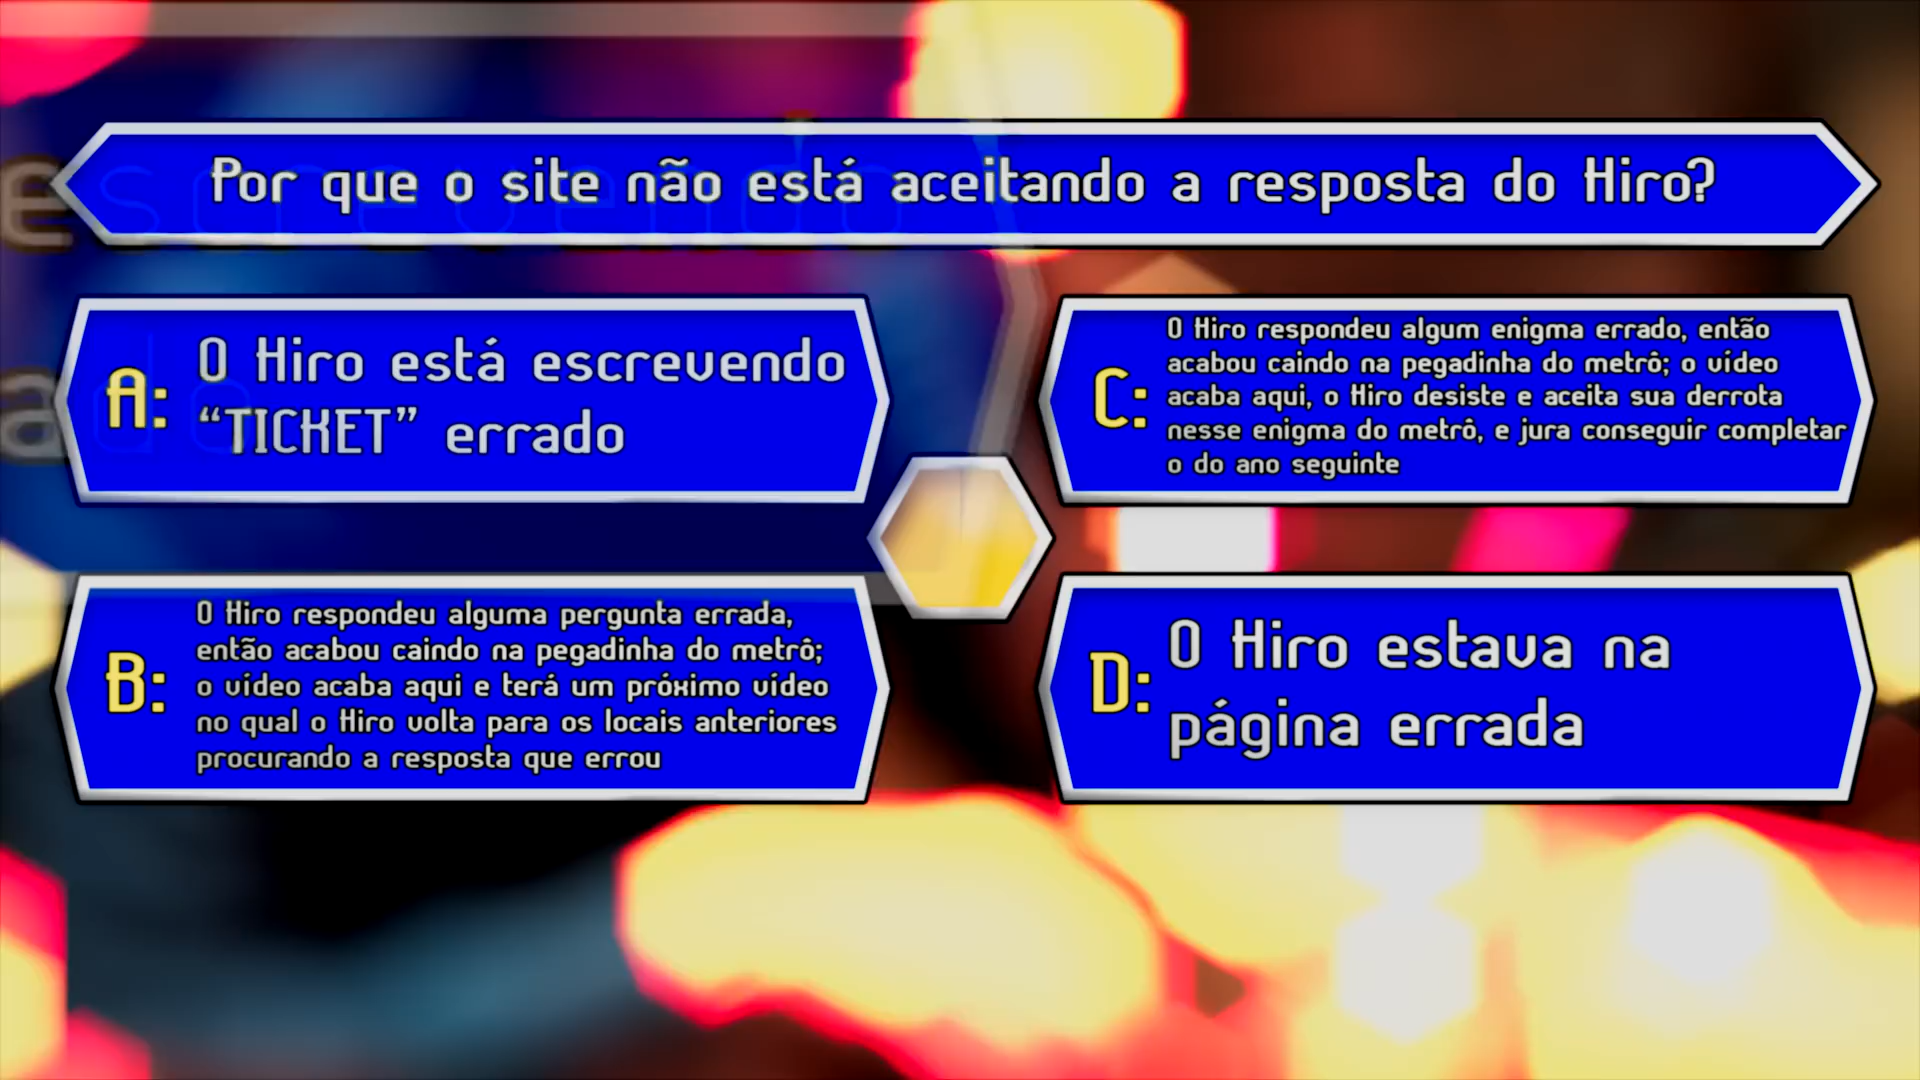 Por que o site não está aceitando a resposta do Hiro?
A: O Hiro está escrevendo
“TICKET” errado
B: O Hiro respondeu alguma pergunta errada,
então acabou caindo na pegadinha do metrô;
o vídeo acaba aqui e terá um próximo vídeo
no qual o Hiro volta para os locais anteriores
procurando a resposta que errou
C: O Hiro respondeu algum enigma errado, então
acabou caindo na pegadinha do metrô; o vídeo
acaba aqui, o Hiro desiste e aceita sua derrota
nesse enigma do metrô, e jura conseguir completar
o do ano seguinte
D: O Hiro estava na
página errada